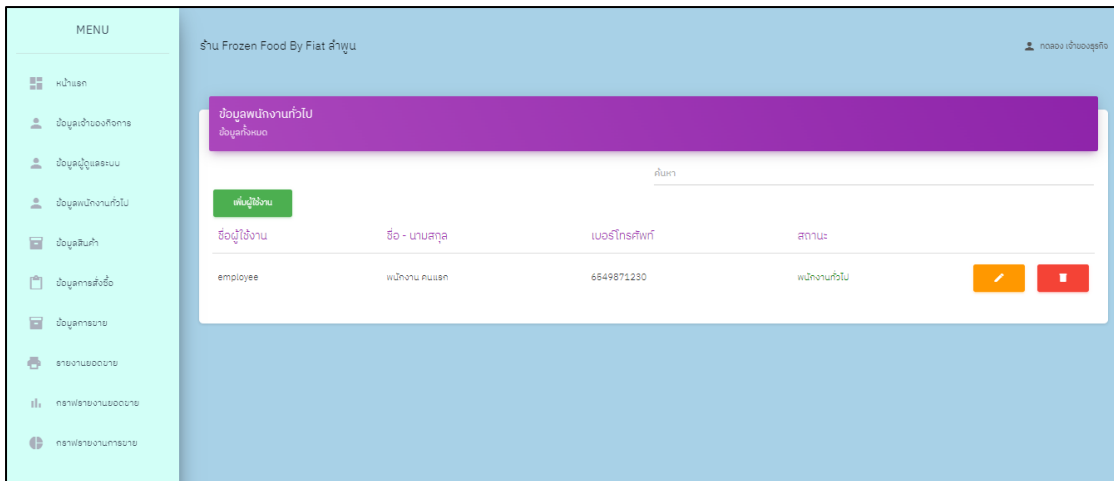 MENU
หน้าแรก
ข้อมูลเจ้าของกิจการ
ข้อมูลผู้ดูแลระบบ
ข้อมูลพนักงานทั่วไป
ข้อมูลสินค้า
ข้อมูลการสั่งซื้อ
ข้อมูลการขาย
รายงานยอดขาย
กราฟรายงานยอดขาย
กราฟรายงานการขาย
ร้าน Frozen Food By Fiat ลำพูน
ทดลอง เจ้าของธุรกิจ
ข้อมูลพนักงานทั่วไป
ข้อมูลทั้งหมด
ค้นหา
เพิ่มผู้ใช้งาน
ชื่อผู้ใช้งาน ชื่อ - นามสกุล เบอร์โทรศัพท์ สถานะ
employee พนักงาน คนแรก 6549871230 พนักงานทั่วไป